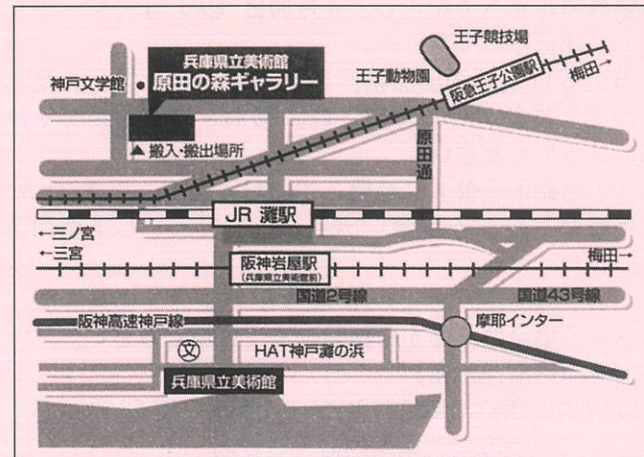 王子競技場
兵庫県立美術館
原田の森ギャラリー
神戸文学館
王子動物園
阪急王子公園駅
梅田→
▲搬入・搬出場所
原田通
JR 灘駅
←三ノ宮
←三宮
阪神岩屋駅
(兵庫県立美術館前)
梅田→
国道2号線
国道43号線
阪神高速神戸線
摩耶インター
文
HAT神戸灘の浜
兵庫県立美術館